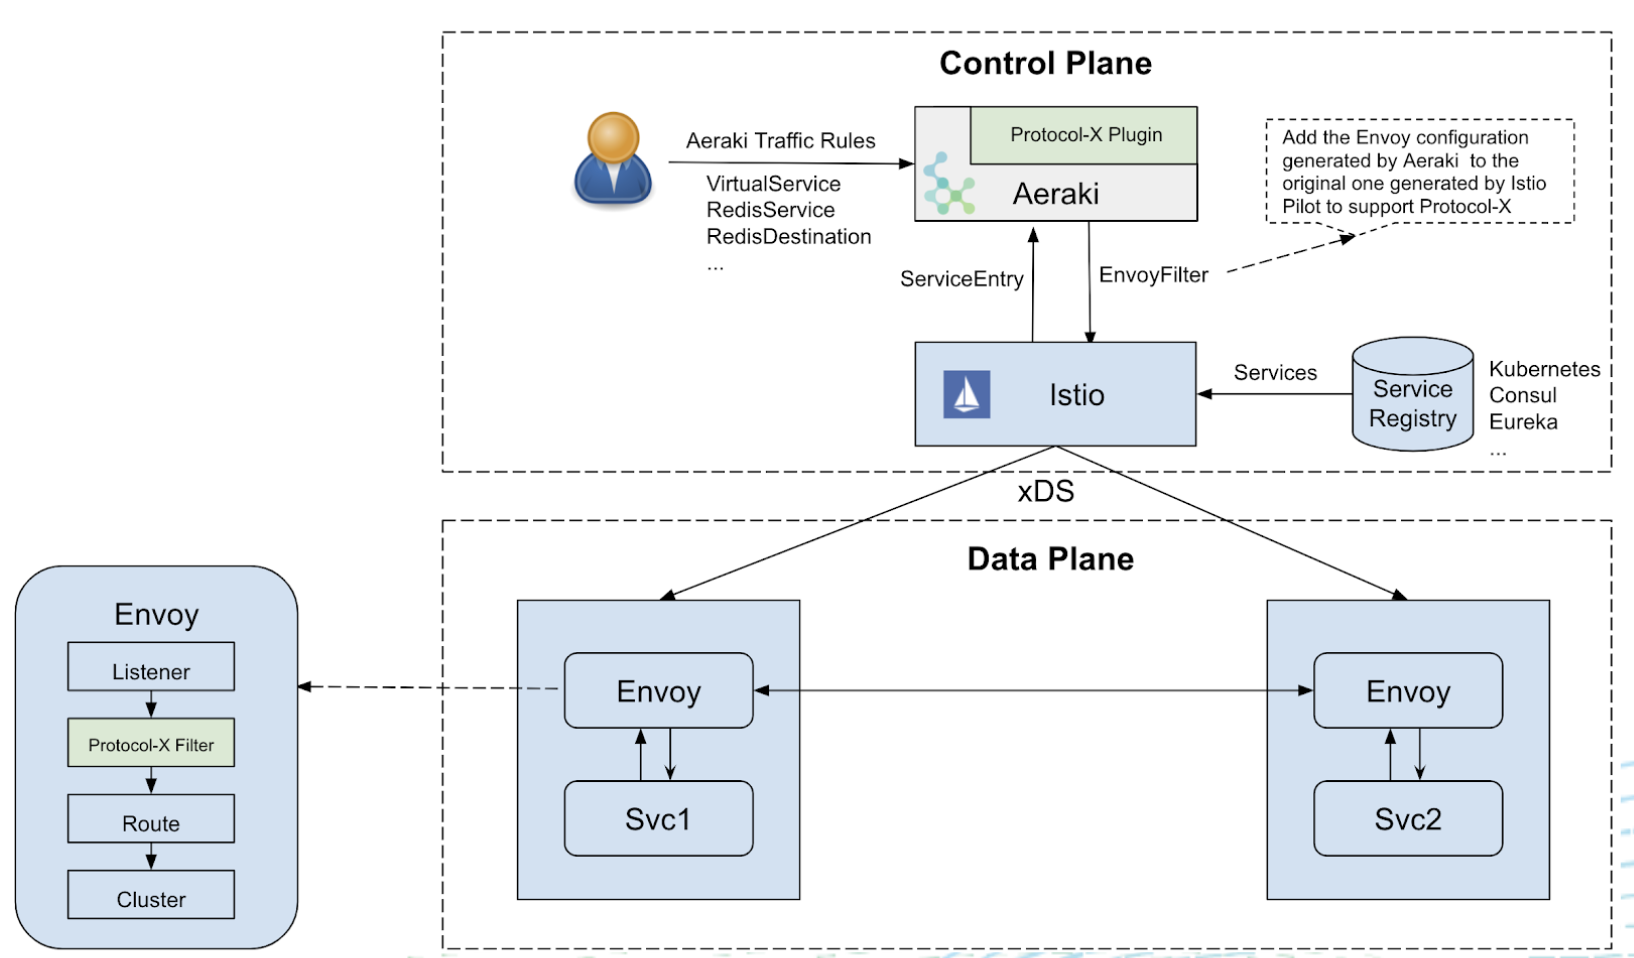 Control Plane
Aeraki Traffic Rules
VirtualService
RedisService
RedisDestination
...
Protocol-X Plugin
Aeraki
Add the Envoy configuration
generated by Aeraki to the
original one generated by Istio
Pilot to support Protocol-X
ServiceEntry
EnvoyFilter
Istio
Services
Service
Registry
Kubernetes
Consul
Eureka
...
xDS
Data Plane
Envoy
Listener
Protocol-X Filter
Route
Cluster
Envoy
Svc1
Envoy
Svc2